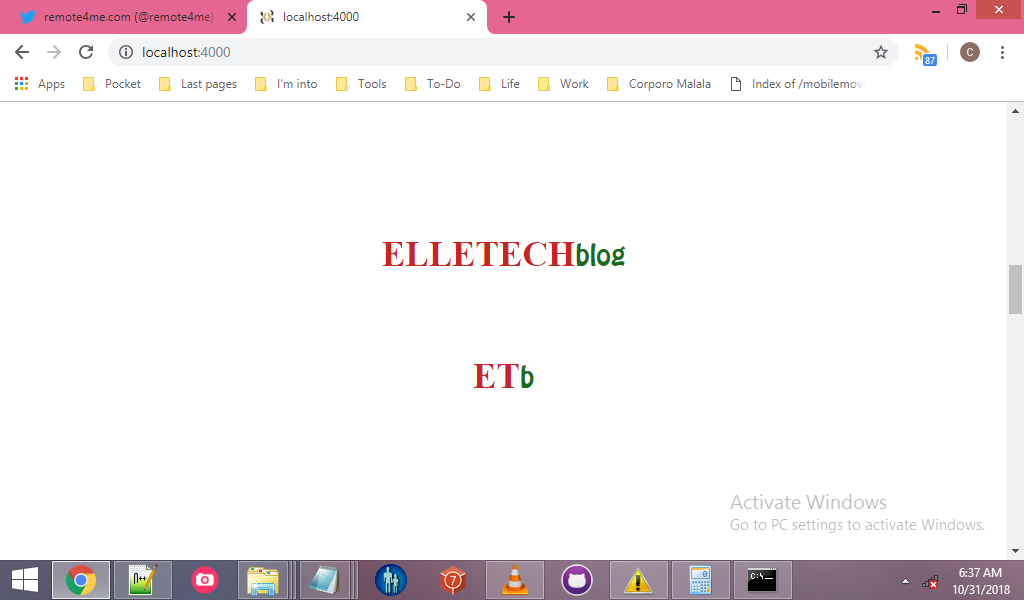 remote4me.com (@remote4me)
localhost:4000
localhost:4000
87
C
Apps
Pocket
Last pages
I'm into
Tools
To-Do
Life
Work
Corporo Malala
Index of /mobilemov
ELLETECHblog
ETb
Activate Windows
Go to PC settings to activate Windows.
n++
7
C:\
6:37 AM
10/31/2018